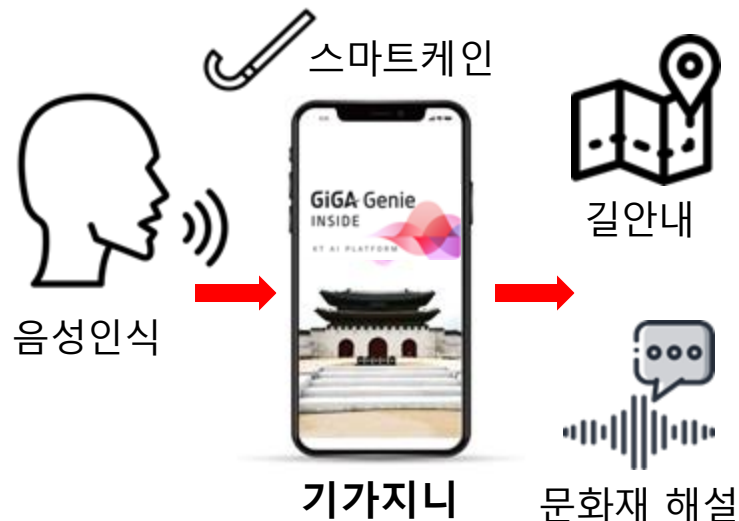 스마트케인
GiGA Genie
INSIDE
KT AI PLATFORM
길안내
음성인식
기가지니
문화재 해설